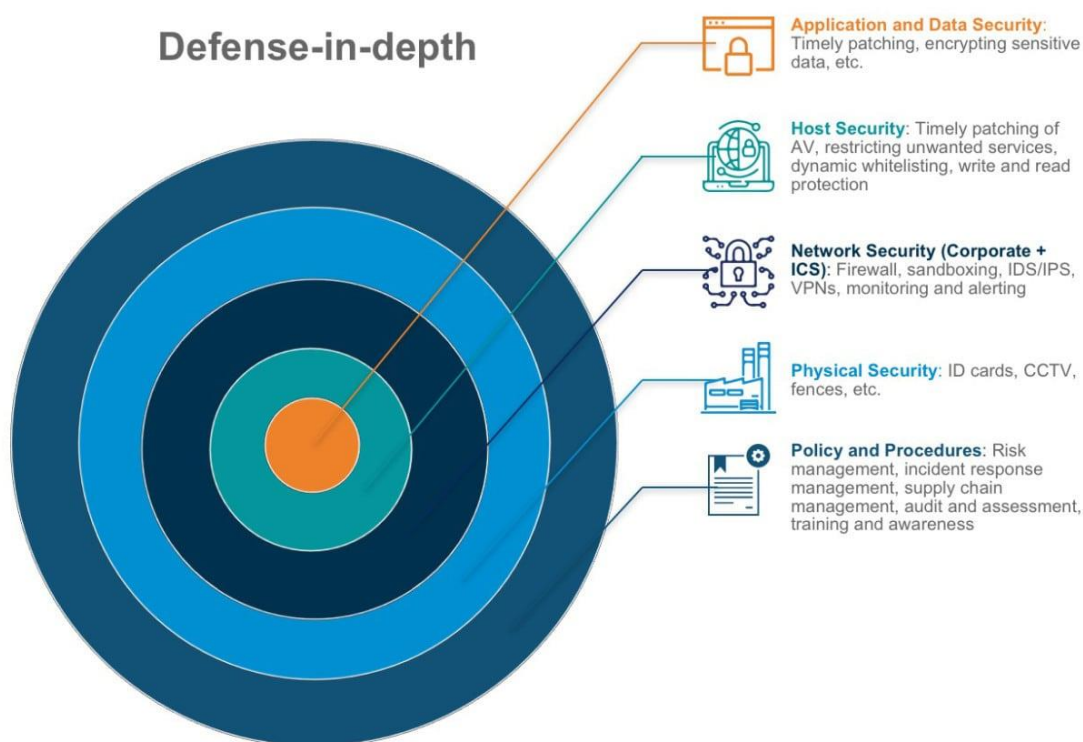 Defense-in-depth
Application and Data Security:
Timely patching, encrypting sensitive
data, etc.
Host Security: Timely patching of
AV, restricting unwanted services,
dynamic whitelisting, write and read
protection
Network Security (Corporate +
ICS): Firewall, sandboxing, IDS/IPS,
VPNs, monitoring and alerting
Physical Security: ID cards, CCTV,
fences, etc.
Policy and Procedures: Risk
management, incident response
management, supply chain
management, audit and assessment,
training and awareness